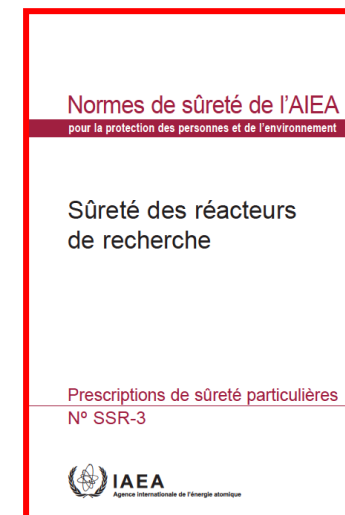 Normes de sûreté de l'AIEA
pour la protection des personnes et de l'environnement
Sûreté des réacteurs
de recherche
Prescriptions de sûreté particulières
Nº SSR-3
IAEA
Agence internationale de l'énergie atomique